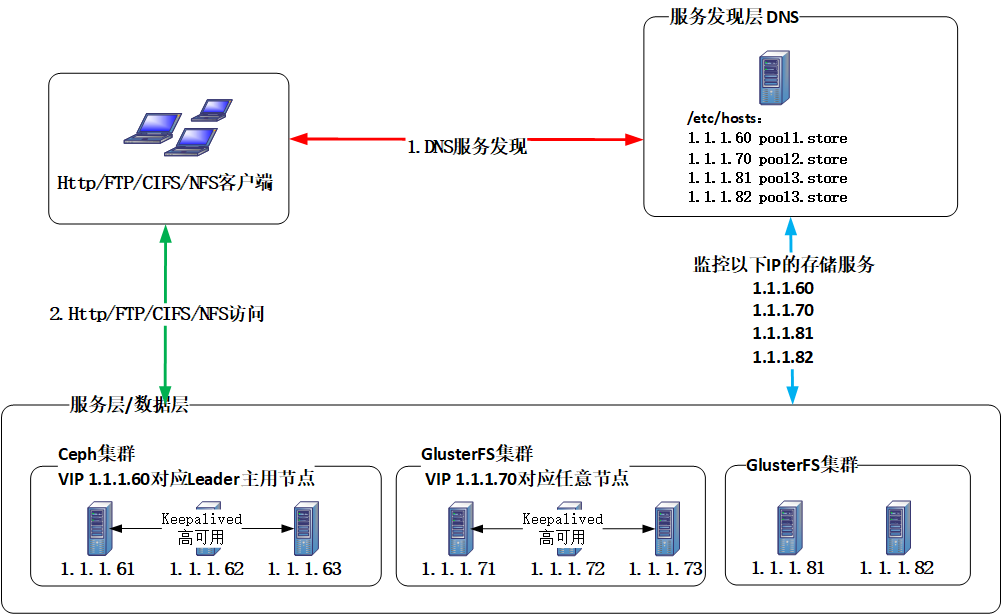 服务发现层 DNS
/etc/hosts：
1.1.1.60 pool1.store
1.1.1.70 pool2.store
1.1.1.81 pool3.store
1.1.1.82 pool3.store
1.DNS服务发现
Http/FTP/CIFS/NFS客户端
监控以下IP的存储服务
1.1.1.60
1.1.1.70
1.1.1.81
1.1.1.82
2.Http/FTP/CIFS/NFS访问
服务层/数据层
Ceph集群
VIP 1.1.1.60对应Leader主用节点
Keepalived
高可用
1.1.1.61
1.1.1.62
1.1.1.63
GlusterFS集群
VIP 1.1.1.70对应任意节点
Keepalived
高可用
1.1.1.71
1.1.1.72
1.1.1.73
GlusterFS集群
1.1.1.81
1.1.1.82